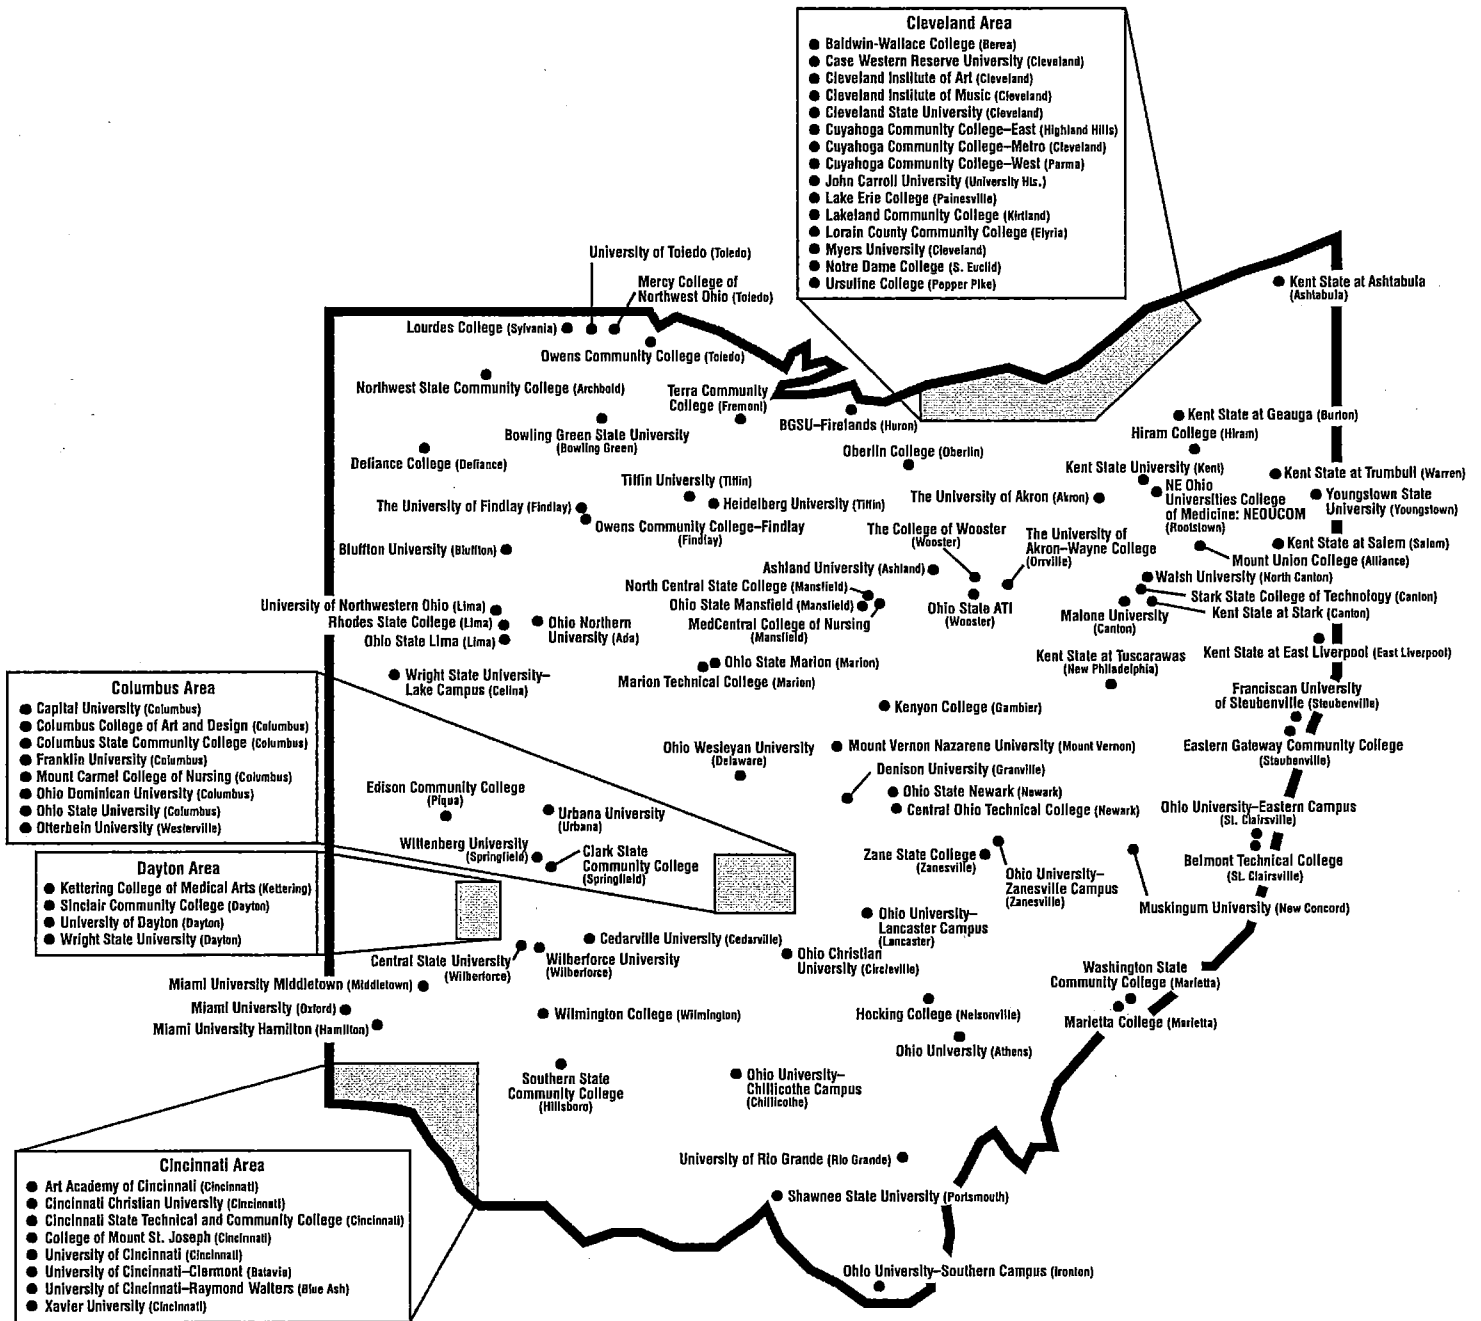 Cleveland Area
Baldwin-Wallace College (Berea)
Case Western Reserve University (Cleveland)
Cleveland Institute of Art (Cleveland)
Cleveland Institute of Music (Cleveland)
Cleveland State University (Cleveland)
Cuyahoga Community College–East (Highland Hills)
Cuyahoga Community College–Metro (Cleveland)
Cuyahoga Community College–West (Parma)
John Carroll University (University Hts.)
Lake Erie College (Painesville)
Lakeland Community College (Kirtland)
Lorain County Community College (Elyria)
Myers University (Cleveland)
Notre Dame College (S. Euclid)
Ursuline College (Pepper Pike)
University of Toledo (Toledo)
Mercy College of
Northwest Ohio (Toledo)
Kent State at Ashtabula
(Ashtabula)
Lourdes College (Sylvania)
Owens Community College (Toledo)
Northwest State Community College (Archbold)
Terra Community
College (Fremont)
BGSU–Firelands (Huron)
Kent State at Geauga (Burton)
Hiram College (Hiram)
Bowling Green State University
(Bowling Green)
Oberlin College (Oberlin)
Defiance College (Defiance)
Kent State University (Kent)
Kent State at Trumbull (Warren)
Tiffin University (Tiffin)
Heidelberg University (Tiffin)
The University of Akron (Akron)
NE Ohio
Universities College
of Medicine: NEOUCOM
(Rootstown)
Youngstown State
University (Youngstown)
The University of Findlay (Findlay)
Owens Community College–Findlay
(Findlay)
The College of Wooster
(Wooster)
The University of
Akron–Wayne College
(Orrville)
Kent State at Salem (Salem)
Bluffton University (Bluffton)
Mount Union College (Alliance)
Ashland University (Ashland)
Walsh University (North Canton)
North Central State College (Mansfield)
Stark State College of Technology (Canton)
University of Northwestern Ohio (Lima)
Ohio State Mansfield (Mansfield)
Ohio State ATI
(Wooster)
Malone University
(Canton)
Kent State at Stark (Canton)
Rhodes State College (Lima)
Ohio Northern
University (Ada)
MedCentral College of Nursing
(Mansfield)
Ohio State Lima (Lima)
Kent State at Tuscarawas
(New Philadelphia)
Kent State at East Liverpool (East Liverpool)
Ohio State Marion (Marion)
Wright State University–
Lake Campus (Celina)
Marion Technical College (Marion)
Franciscan University
of Steubenville (Steubenville)
Columbus Area
Capital University (Columbus)
Columbus College of Art and Design (Columbus)
Columbus State Community College (Columbus)
Franklin University (Columbus)
Mount Carmel College of Nursing (Columbus)
Ohio Dominican University (Columbus)
Ohio State University (Columbus)
Otterbein University (Westerville)
Kenyon College (Gambier)
Ohio Wesleyan University
(Delaware)
Mount Vernon Nazarene University (Mount Vernon)
Eastern Gateway Community College
(Steubenville)
Denison University (Granville)
Edison Community College
(Piqua)
Ohio State Newark (Newark)
Urbana University
(Urbana)
Central Ohio Technical College (Newark)
Ohio University–Eastern Campus
(St. Clairsville)
Wittenberg University
(Springfield)
Clark State
Community College
(Springfield)
Zane State College
(Zanesville)
Ohio University–
Zanesville Campus
(Zanesville)
Belmont Technical College
(St. Clairsville)
Dayton Area
Kettering College of Medical Arts (Kettering)
Sinclair Community College (Dayton)
University of Dayton (Dayton)
Wright State University (Dayton)
Muskingum University (New Concord)
Ohio University–
Lancaster Campus
(Lancaster)
Cedarville University (Cedarville)
Central State University
(Wilberforce)
Wilberforce University
(Wilberforce)
Ohio Christian
University (Circleville)
Washington State
Community College (Marietta)
Miami University Middletown (Middletown)
Miami University (Oxford)
Wilmington College (Wilmington)
Hocking College (Nelsonville)
Marietta College (Marietta)
Miami University Hamilton (Hamilton)
Ohio University (Athens)
Southern State
Community College
(Hillsboro)
Ohio University–
Chillicothe Campus
(Chillicothe)
Cincinnati Area
Art Academy of Cincinnati (Cincinnati)
Cincinnati Christian University (Cincinnati)
Cincinnati State Technical and Community College (Cincinnati)
College of Mount St. Joseph (Cincinnati)
University of Cincinnati (Cincinnati)
University of Cincinnati–Clermont (Batavia)
University of Cincinnati–Raymond Walters (Blue Ash)
Xavier University (Cincinnati)
University of Rio Grande (Rio Grande)
Shawnee State University (Portsmouth)
Ohio University–Southern Campus (Ironton)